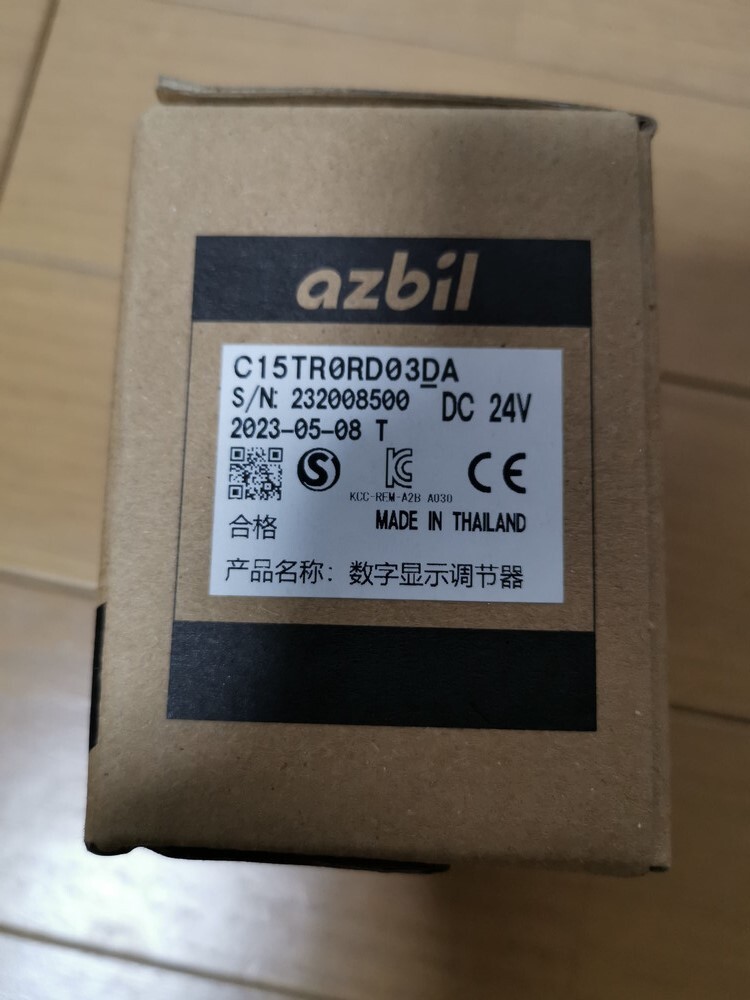 azbil
C15TR0RD03DA
S/N: 232008500 DC 24V
2023-05-08 T
KCC-REM-A2B A030
合格 MADE IN THAILAND
产品名称：数字显示调节器